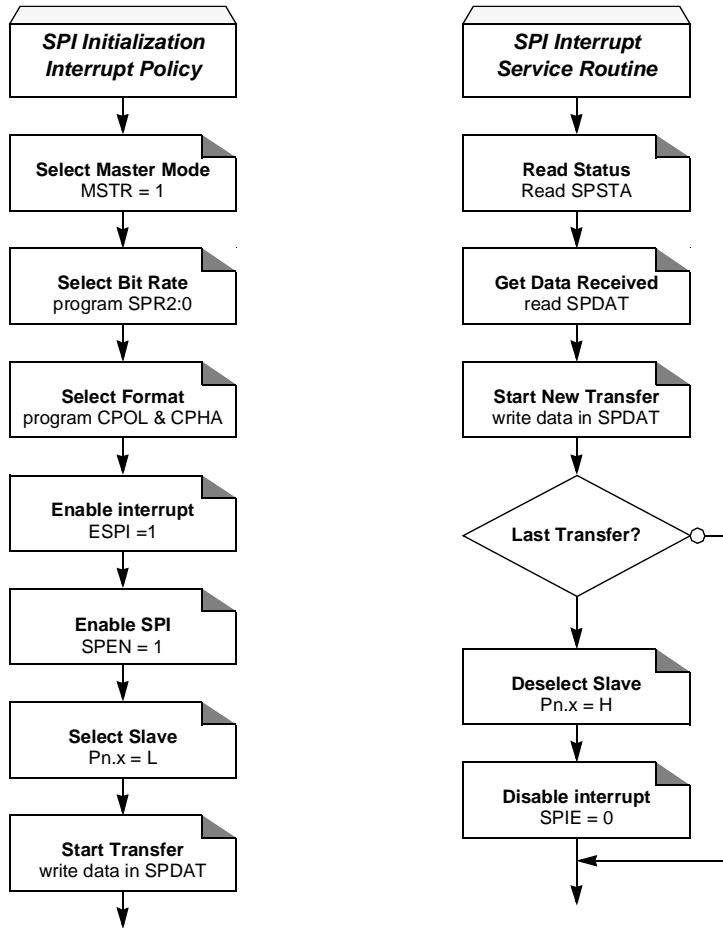 SPI Initialization
Interrupt Policy
Select Master Mode
MSTR = 1
Select Bit Rate
program SPR2:0
Select Format
program CPOL & CPHA
Enable interrupt
ESPI =1
Enable SPI
SPEN = 1
Select Slave
Pn.x = L
Start Transfer
write data in SPDAT
SPI Interrupt
Service Routine
Read Status
Read SPSTA
Get Data Received
read SPDAT
Start New Transfer
write data in SPDAT
Last Transfer?
Deselect Slave
Pn.x = H
Disable interrupt
SPIE = 0